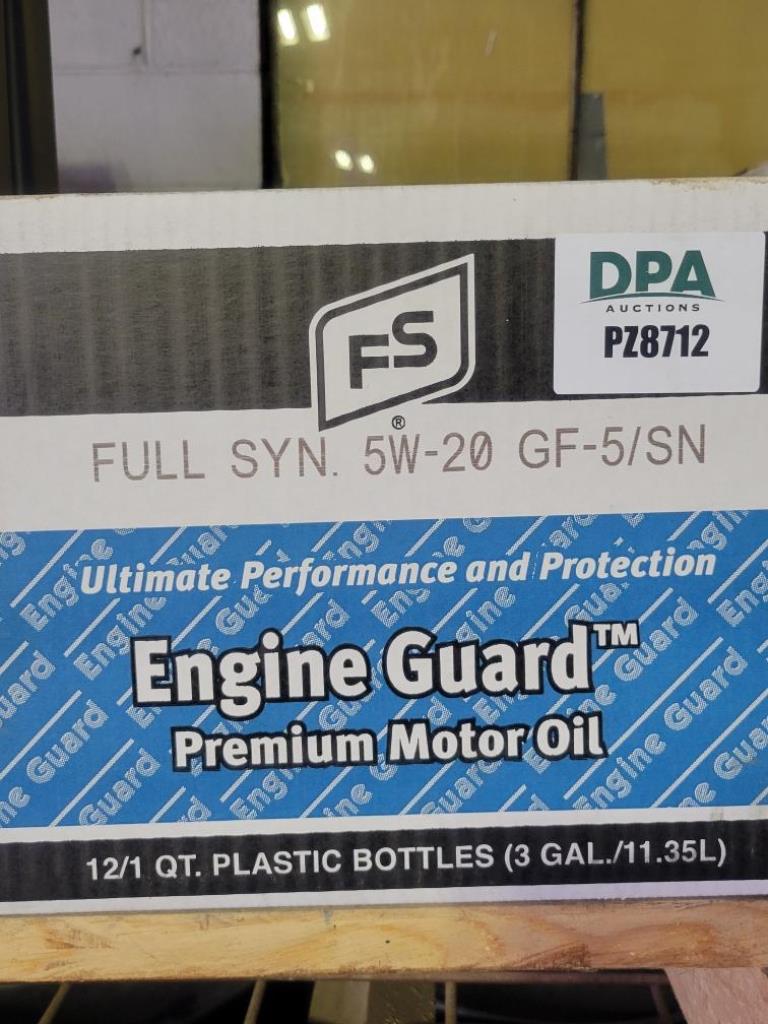 FS
®
DPA
AUCTIONS
PZ8712
FULL SYN. 5W-20 GF-5/SN
Ultimate Performance and Protection
Engine Guard™
Premium Motor Oil
12/1 QT. PLASTIC BOTTLES (3 GAL./11.35L)